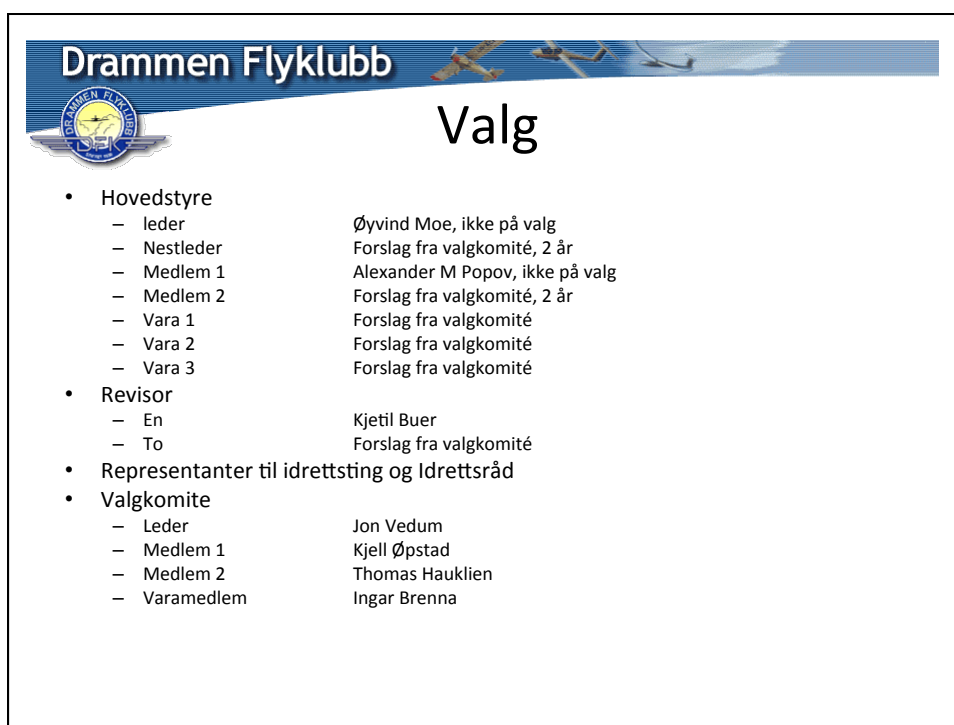 Drammen Flyklubb
DRAMMEN FLYKLUBB
DFK
Valg
• Hovedstyre
– leder Øyvind Moe, ikke på valg
– Nestleder Forslag fra valgkomité, 2 år
– Medlem 1 Alexander M Popov, ikke på valg
– Medlem 2 Forslag fra valgkomité, 2 år
– Vara 1 Forslag fra valgkomité
– Vara 2 Forslag fra valgkomité
– Vara 3 Forslag fra valgkomité
• Revisor
– En Kjetil Buer
– To Forslag fra valgkomité
• Representanter til idrettsting og Idrettsråd
• Valgkomite
– Leder Jon Vedum
– Medlem 1 Kjell Øpstad
– Medlem 2 Thomas Hauklien
– Varamedlem Ingar Brenna